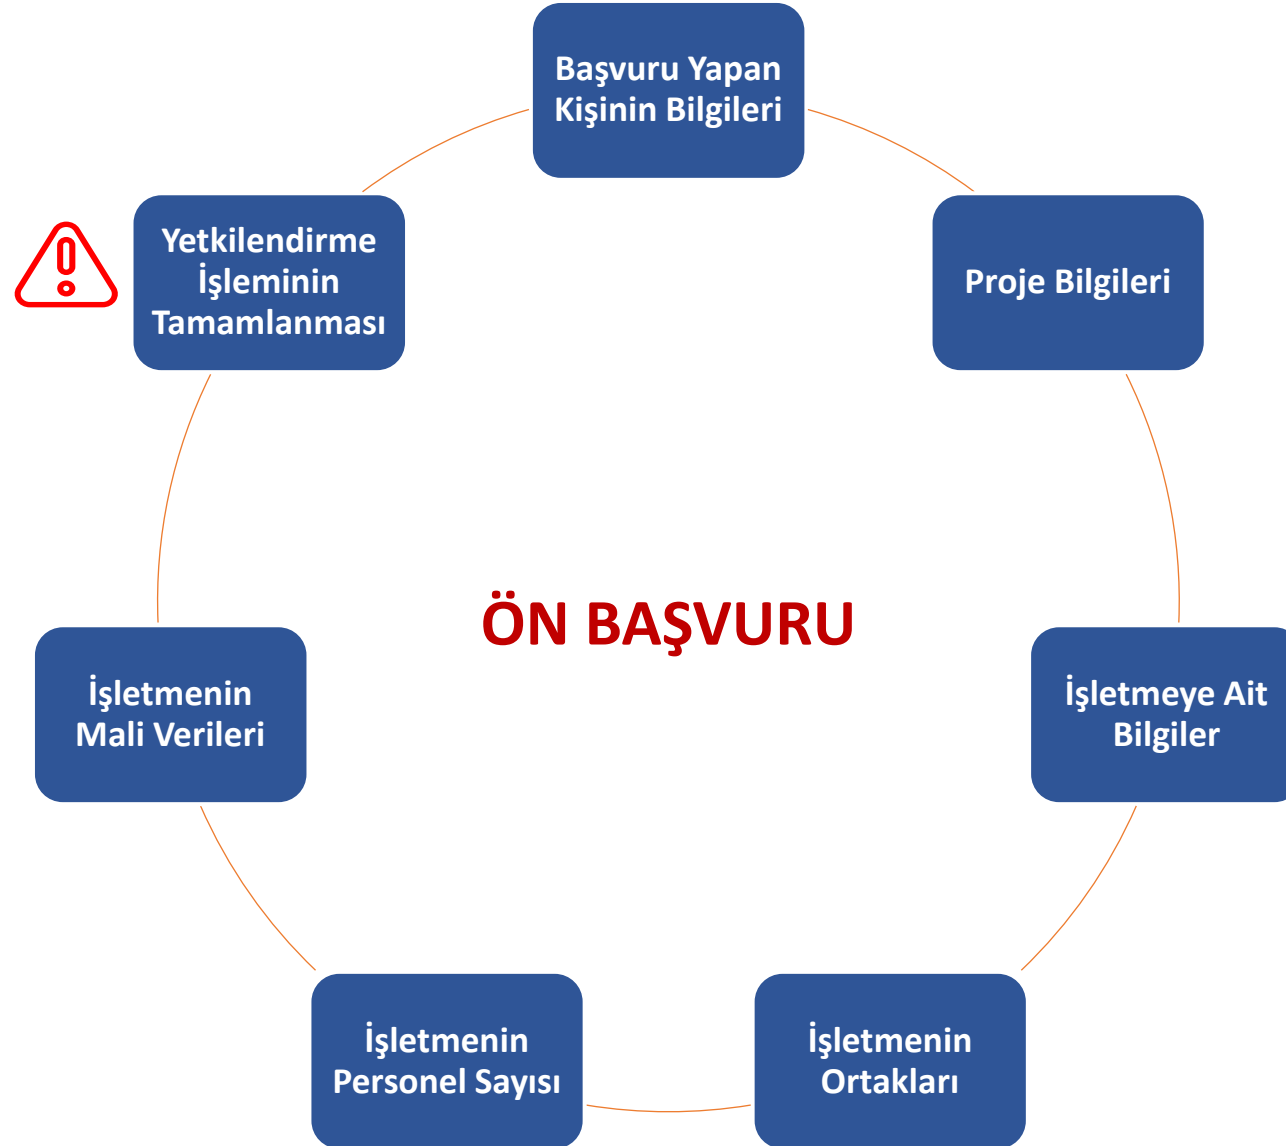 Başvuru Yapan
Kişinin Bilgileri
Proje Bilgileri
İşletmeye Ait
Bilgiler
İşletmenin
Ortakları
İşletmenin
Personel Sayısı
İşletmenin
Mali Verileri
Yetkilendirme
İşleminin
Tamamlanması
ÖN BAŞVURU